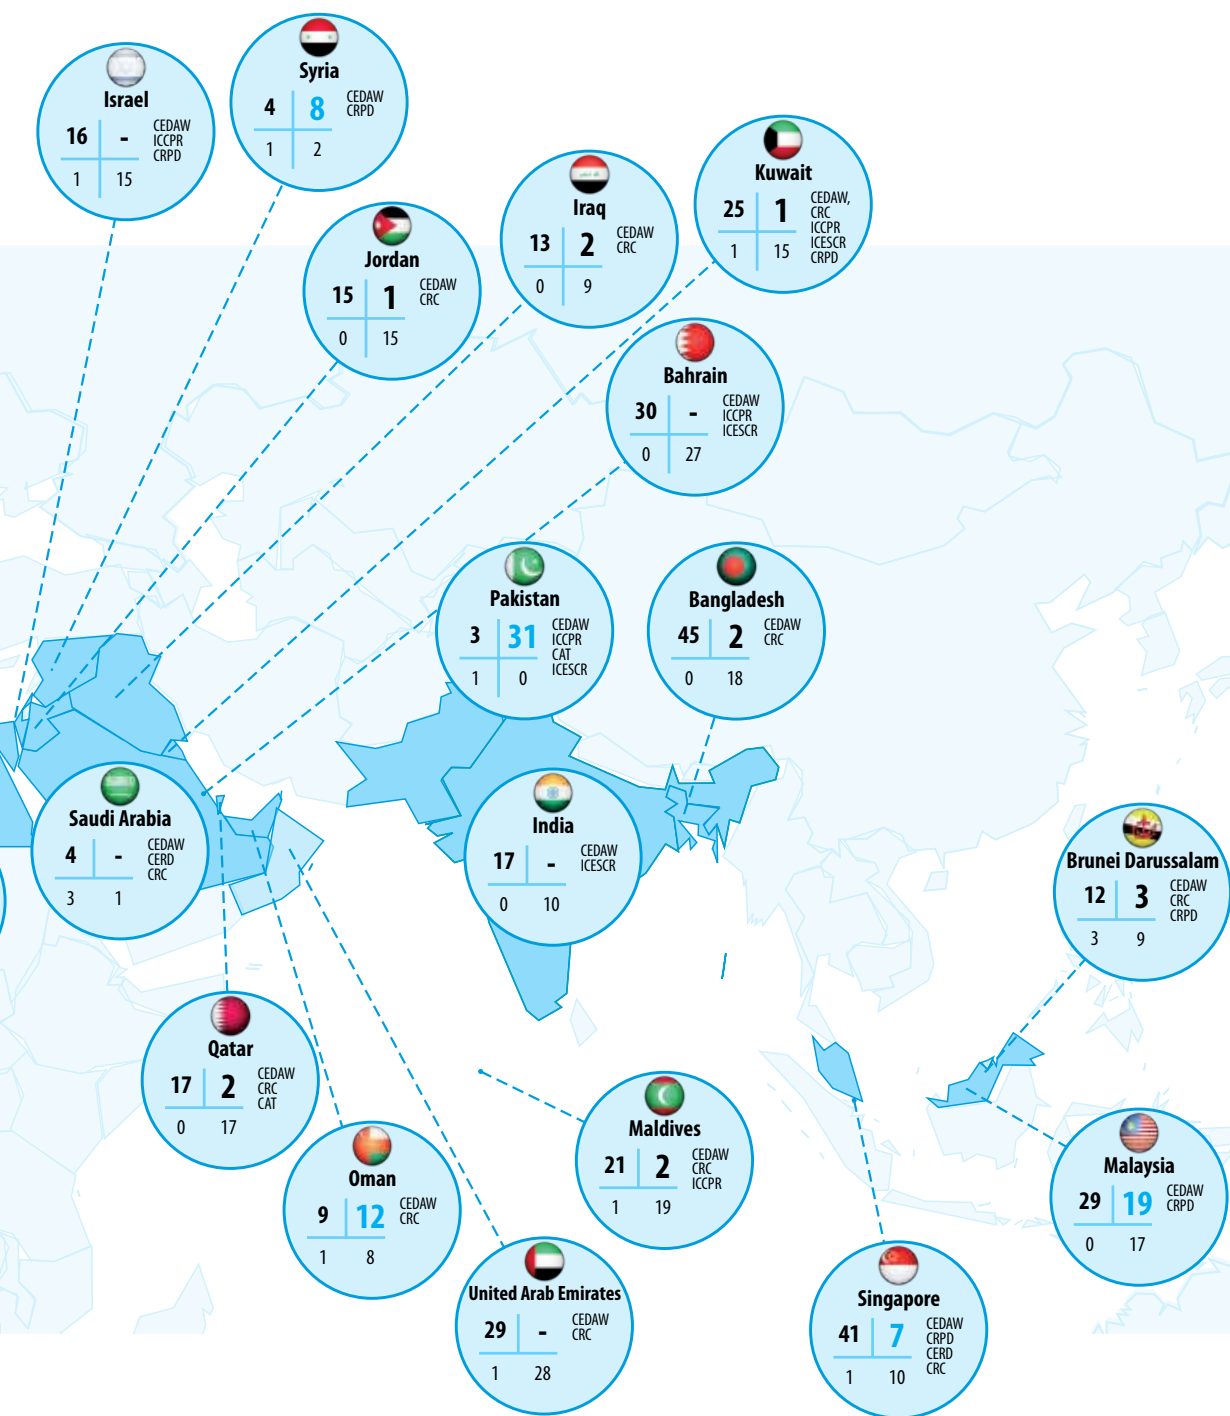 Israel
16 -
1 15
CEDAW
ICCPR
CRPD
Syria
4 8
1 2
CEDAW
CRPD
Jordan
15 1
0 15
CEDAW
CRC
Iraq
13 2
0 9
CEDAW
CRC
Kuwait
25 1
1 15
CEDAW,
CRC
ICCPR
ICESCR
CRPD
Bahrain
30 -
0 27
CEDAW
ICCPR
ICESCR
Pakistan
3 31
1 0
CEDAW
ICCPR
CAT
ICESCR
Bangladesh
45 2
0 18
CEDAW
CRC
Saudi Arabia
4 -
3 1
CEDAW
CERD
CRC
India
17 -
0 10
CEDAW
ICESCR
Brunei Darussalam
12 3
3 9
CEDAW
CRC
CRPD
Qatar
17 2
0 17
CEDAW
CRC
CAT
Oman
9 12
1 8
CEDAW
CRC
Maldives
21 2
1 19
CEDAW
CRC
ICCPR
Malaysia
29 19
0 17
CEDAW
CRPD
United Arab Emirates
29 -
1 28
CEDAW
CRC
Singapore
41 7
1 10
CEDAW
CRPD
CERD
CRC